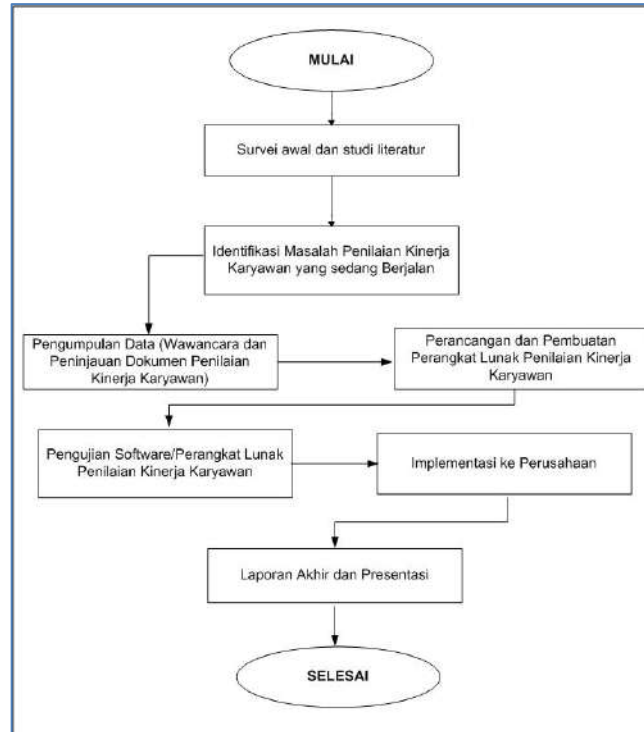 MULAI
Survei awal dan studi literatur
Identifikasi Masalah Penilaian Kinerja
Karyawan yang sedang Berjalan
Pengumpulan Data (Wawancara dan
Peninjauan Dokumen Penilaian
Kinerja Karyawan)
Perancangan dan Pembuatan
Perangkat Lunak Penilaian Kinerja
Karyawan
Pengujian Software/Perangkat Lunak
Penilaian Kinerja Karyawan
Implementasi ke Perusahaan
Laporan Akhir dan Presentasi
SELESAI